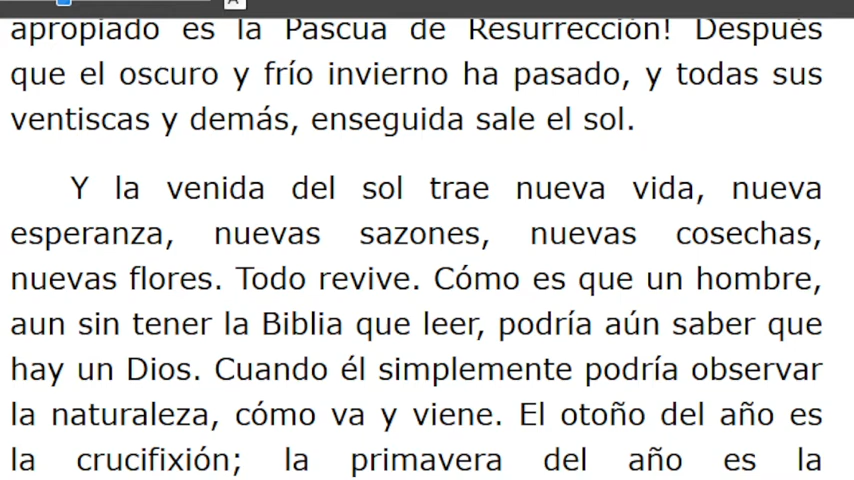 apropiado es la Pascua de Resurrección! Después
que el oscuro y frío invierno ha pasado, y todas sus
ventiscas y demás, enseguida sale el sol.
Y la venida del sol trae nueva vida, nueva
esperanza, nuevas sazones, nuevas cosechas,
nuevas flores. Todo revive. Cómo es que un hombre,
aun sin tener la Biblia que leer, podría aún saber que
hay un Dios. Cuando él simplemente podría observar
la naturaleza, cómo va y viene. El otoño del año es
la crucifixión; la primavera del año es la